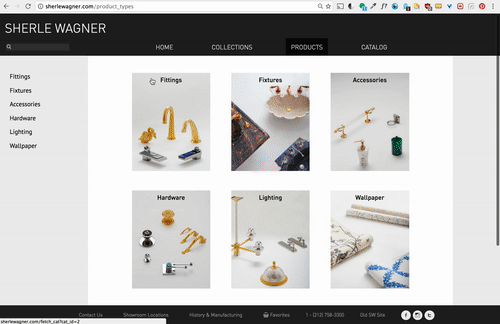 sherlewagner.com/product_types
SHERLE WAGNER
HOME COLLECTIONS PRODUCTS CATALOG
Fittings
Fixtures
Accessories
Hardware
Lighting
Wallpaper
Fittings Fixtures Accessories
Hardware Lighting Wallpaper
Contact Us Showroom Locations History & Manufacturing Favorites 1 - (212) 758-3300 Old SW Site
sherlewagner.com/fetch_cat?cat_id=2